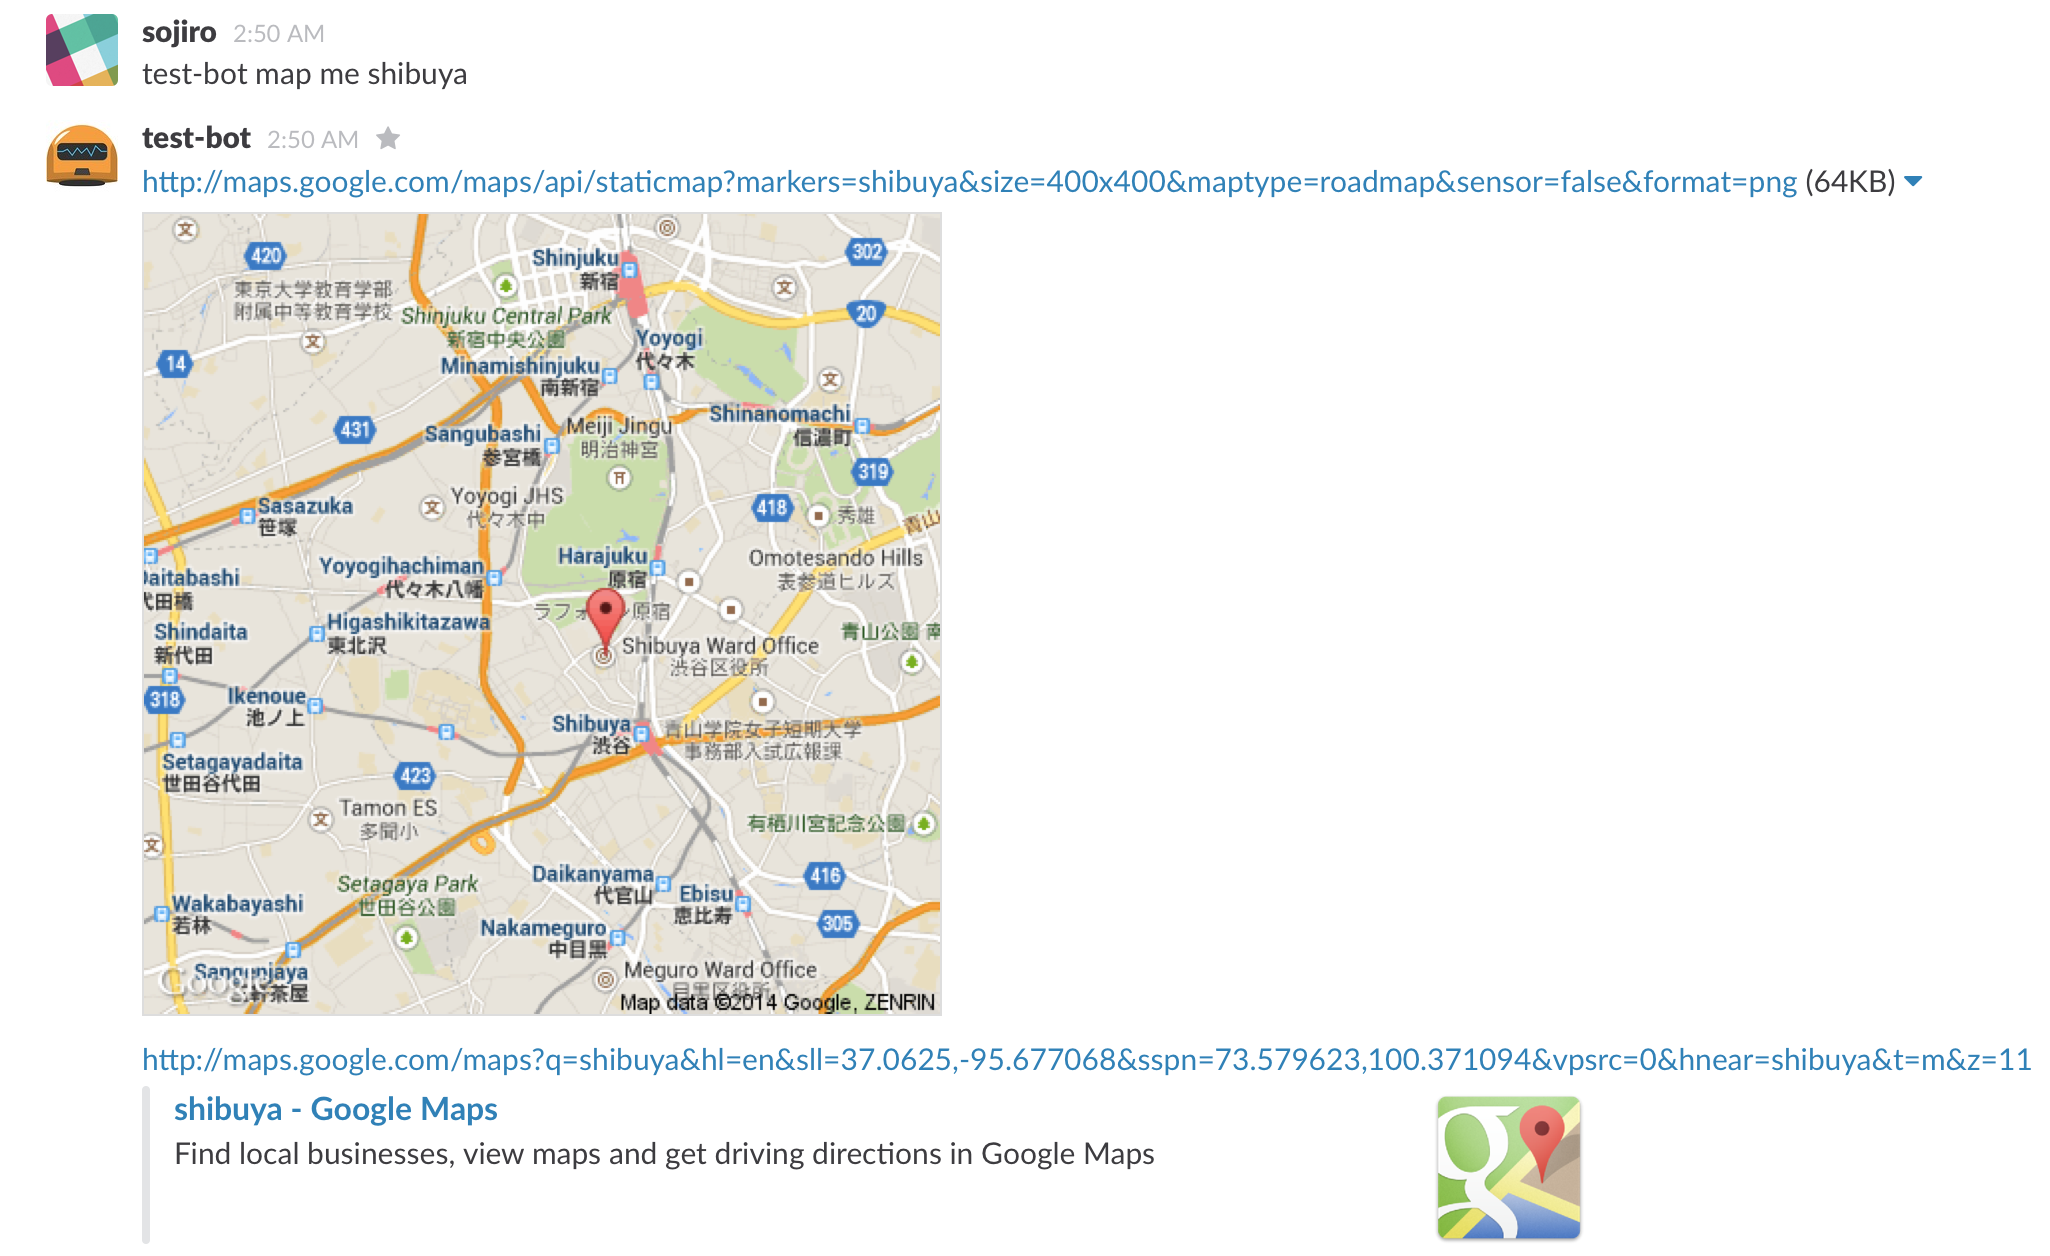 sojiro 2:50 AM
test-bot map me shibuya
test-bot 2:50 AM
http://maps.google.com/maps/api/staticmap?markers=shibuya&size=400x400&maptype=roadmap&sensor=false&format=png (64KB)
文
420
302
Shinjuku
新宿
東京大学教育学部
附属中等教育学校
文
Shinjuku Central Park
新宿中央公園
20
文
Yoyogi
代々木
14
Minamishinjuku
南新宿
文
Shinanomachi
信濃町
431
Sangubashi
参宮橋
Meiji Jingu
明治神宮
319
Sasazuka
笹塚
文
Yoyogi JHS
代々木中
418
秀雄
青山
Harajuku
原宿
Omotesando Hills
表参道ヒルズ
Yoyogihachiman
代々木八幡
Daitabashi
代田橋
原宿
Higashikitazawa
東北沢
Shindaita
新代田
Shibuya Ward Office
渋谷区役所
青山公園 南
318
Ikenoue
池ノ上
Shibuya
渋谷
青山学院女子短期大学
事務部入試広報課
Setagayadaita
世田谷代田
423
文
Tamon ES
多聞小
文
有栖川宮記念公園
Setagaya Park
世田谷公園
Daikanyama
代官山
Ebisu
恵比寿
416
Wakabayashi
若林
Nakameguro
中目黒
305
Sangenjaya
茶屋
Google
Meguro Ward Office
目黒区役所
Map data ©2014 Google, ZENRIN
http://maps.google.com/maps?q=shibuya&hl=en&sll=37.0625,-95.677068&sspn=73.579623,100.371094&vpsrc=0&hnear=shibuya&t=m&z=11
shibuya - Google Maps
Find local businesses, view maps and get driving directions in Google Maps
g